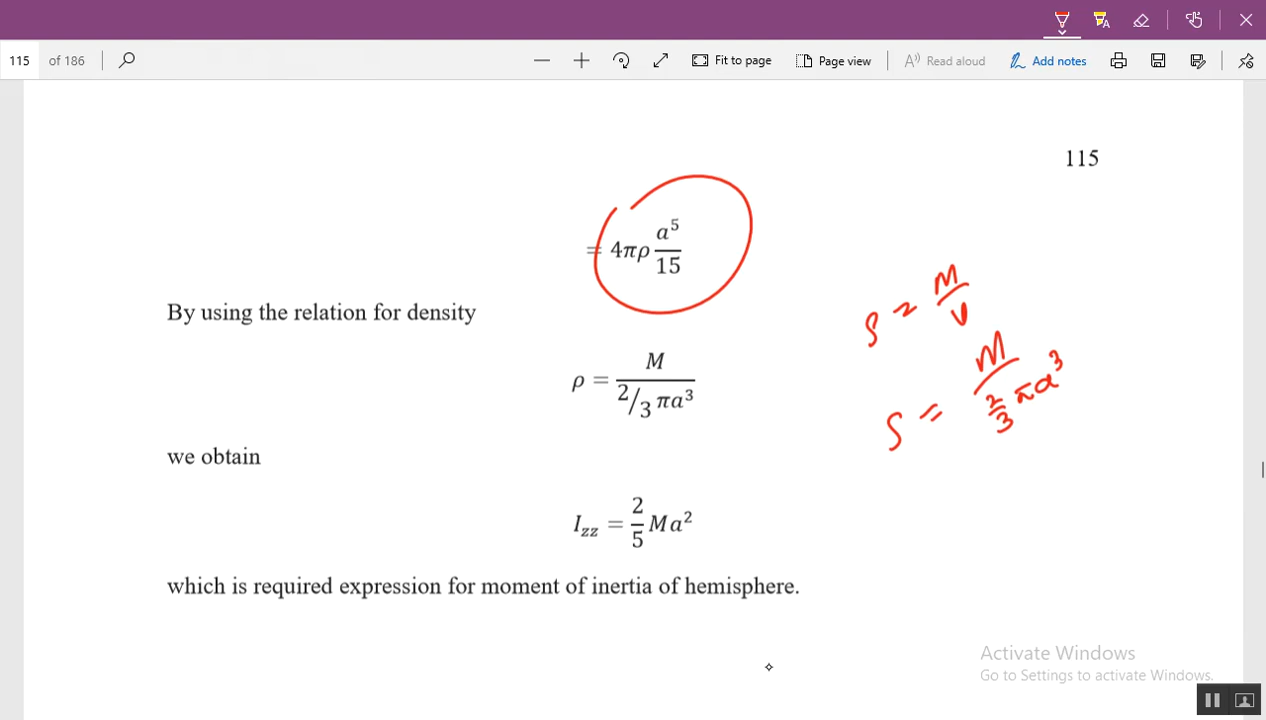 115 of 186 Fit to page Page view Read aloud Add notes
115
= 4πρ a⁵/15
By using the relation for density
ρ = M/V
ρ = M / (2/3 πa³)
ρ = M / (2/3 πa³)
we obtain
I_zz = 2/5 Ma²
which is required expression for moment of inertia of hemisphere.
Activate Windows
Go to Settings to activate Windows.